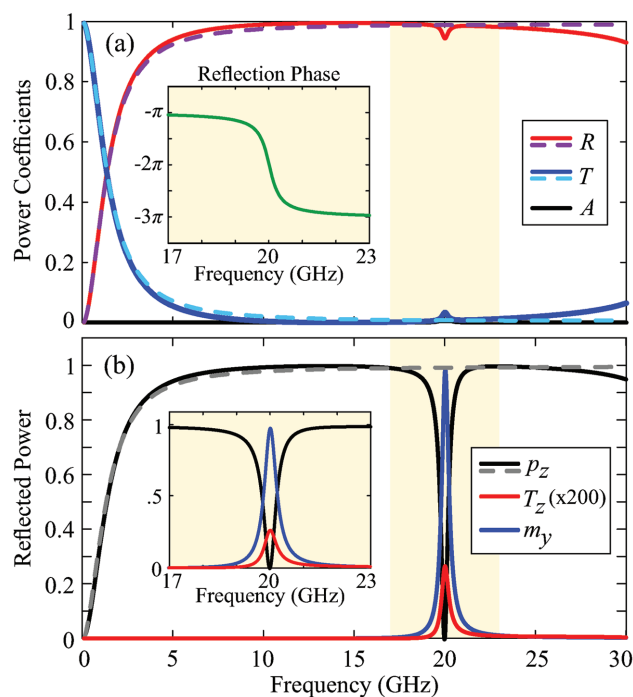 (a)
Power Coefficients
1
0.8
0.6
0.4
0.2
0
Reflection Phase
-π
-2π
-3π
17 20 23
Frequency (GHz)
R
T
A
(b)
Reflected Power
1
0.8
0.6
0.4
0.2
0
1
.5
0
17 20 23
Frequency (GHz)
p_z
T_z (x200)
m_y
0 5 10 15 20 25 30
Frequency (GHz)